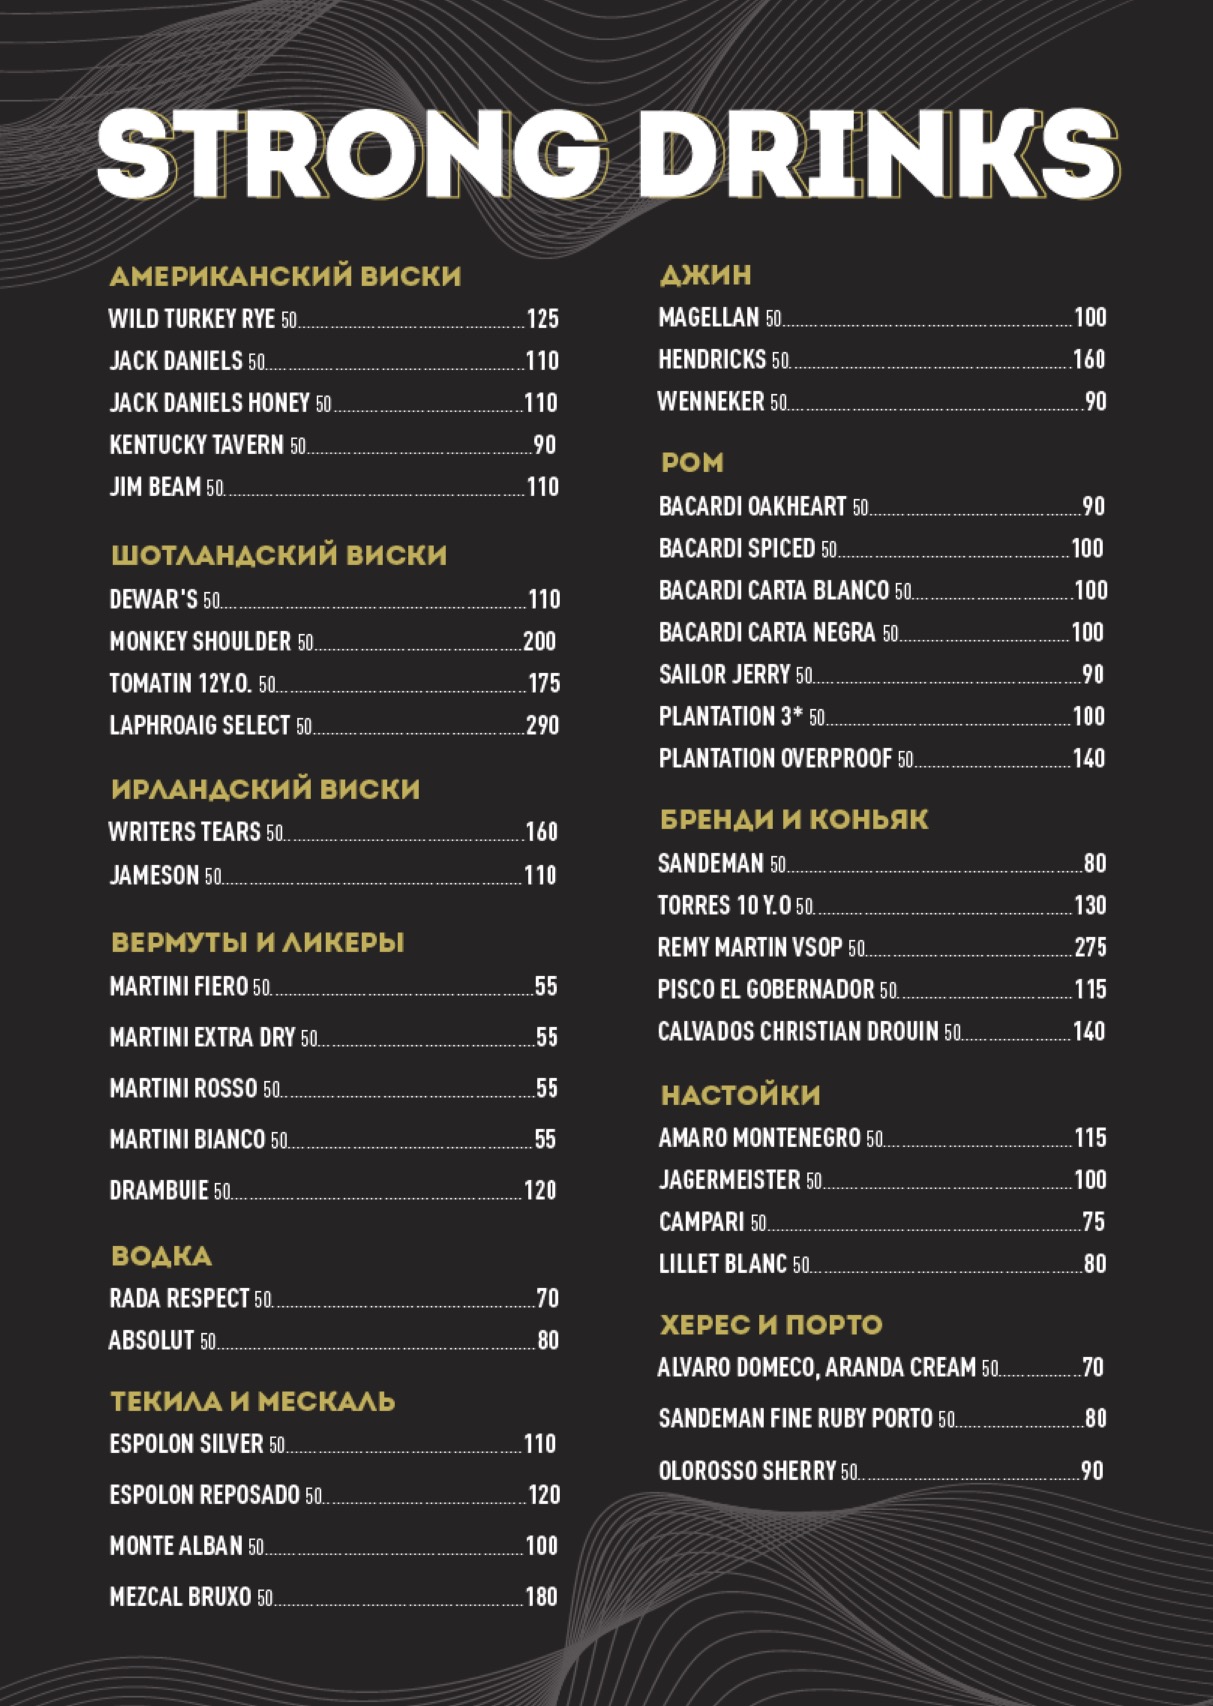 STRONG DRINKS
АМЕРИКАНСКИЙ ВИСКИ
WILD TURKEY RYE 50 125
JACK DANIELS 50 110
JACK DANIELS HONEY 50 110
KENTUCKY TAVERN 50 90
JIM BEAM 50 110
ШОТЛАНДСКИЙ ВИСКИ
DEWAR'S 50 110
MONKEY SHOULDER 50 200
TOMATIN 12Y.O. 50 175
LAPHROAIG SELECT 50 290
ИРЛАНДСКИЙ ВИСКИ
WRITERS TEARS 50 160
JAMESON 50 110
ВЕРМУТЫ И ЛИКЕРЫ
MARTINI FIERO 50 55
MARTINI EXTRA DRY 50 55
MARTINI ROSSO 50 55
MARTINI BIANCO 50 55
DRAMBUIE 50 120
ВОДКА
RADA RESPECT 50 70
ABSOLUT 50 80
ТЕКИЛА И МЕСКАЛЬ
ESPOLON SILVER 50 110
ESPOLON REPOSADO 50 120
MONTE ALBAN 50 100
MEZCAL BRUXO 50 180
ДЖИН
MAGELLAN 50 100
HENDRICKS 50 160
WENNEKER 50 90
РОМ
BACARDI OAKHEART 50 90
BACARDI SPICED 50 100
BACARDI CARTA BLANCO 50 100
BACARDI CARTA NEGRA 50 100
SAILOR JERRY 50 90
PLANTATION 3* 50 100
PLANTATION OVERPROOF 50 140
БРЕНДИ И КОНЬЯК
SANDEMAN 50 80
TORRES 10 Y.O 50 130
REMY MARTIN VSOP 50 275
PISCO EL GOBERNADOR 50 115
CALVADOS CHRISTIAN DROUIN 50 140
НАСТОЙКИ
AMARO MONTENEGRO 50 115
JAGERMEISTER 50 100
CAMPARI 50 75
LILLET BLANC 50 80
ХЕРЕС И ПОРТО
ALVARO DOMECO, ARANDA CREAM 50 70
SANDEMAN FINE RUBY PORTO 50 80
OLOROSSO SHERRY 50 90